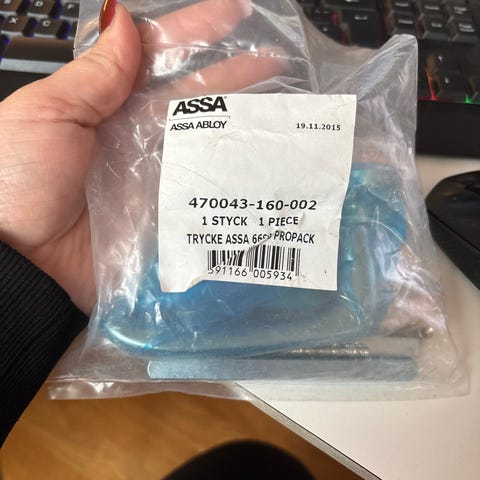 ASSA
ASSA ABLOY
19.11.2015
470043-160-002
1 STYCK 1 PIECE
TRYCKE ASSA PROPACK
591166 005934